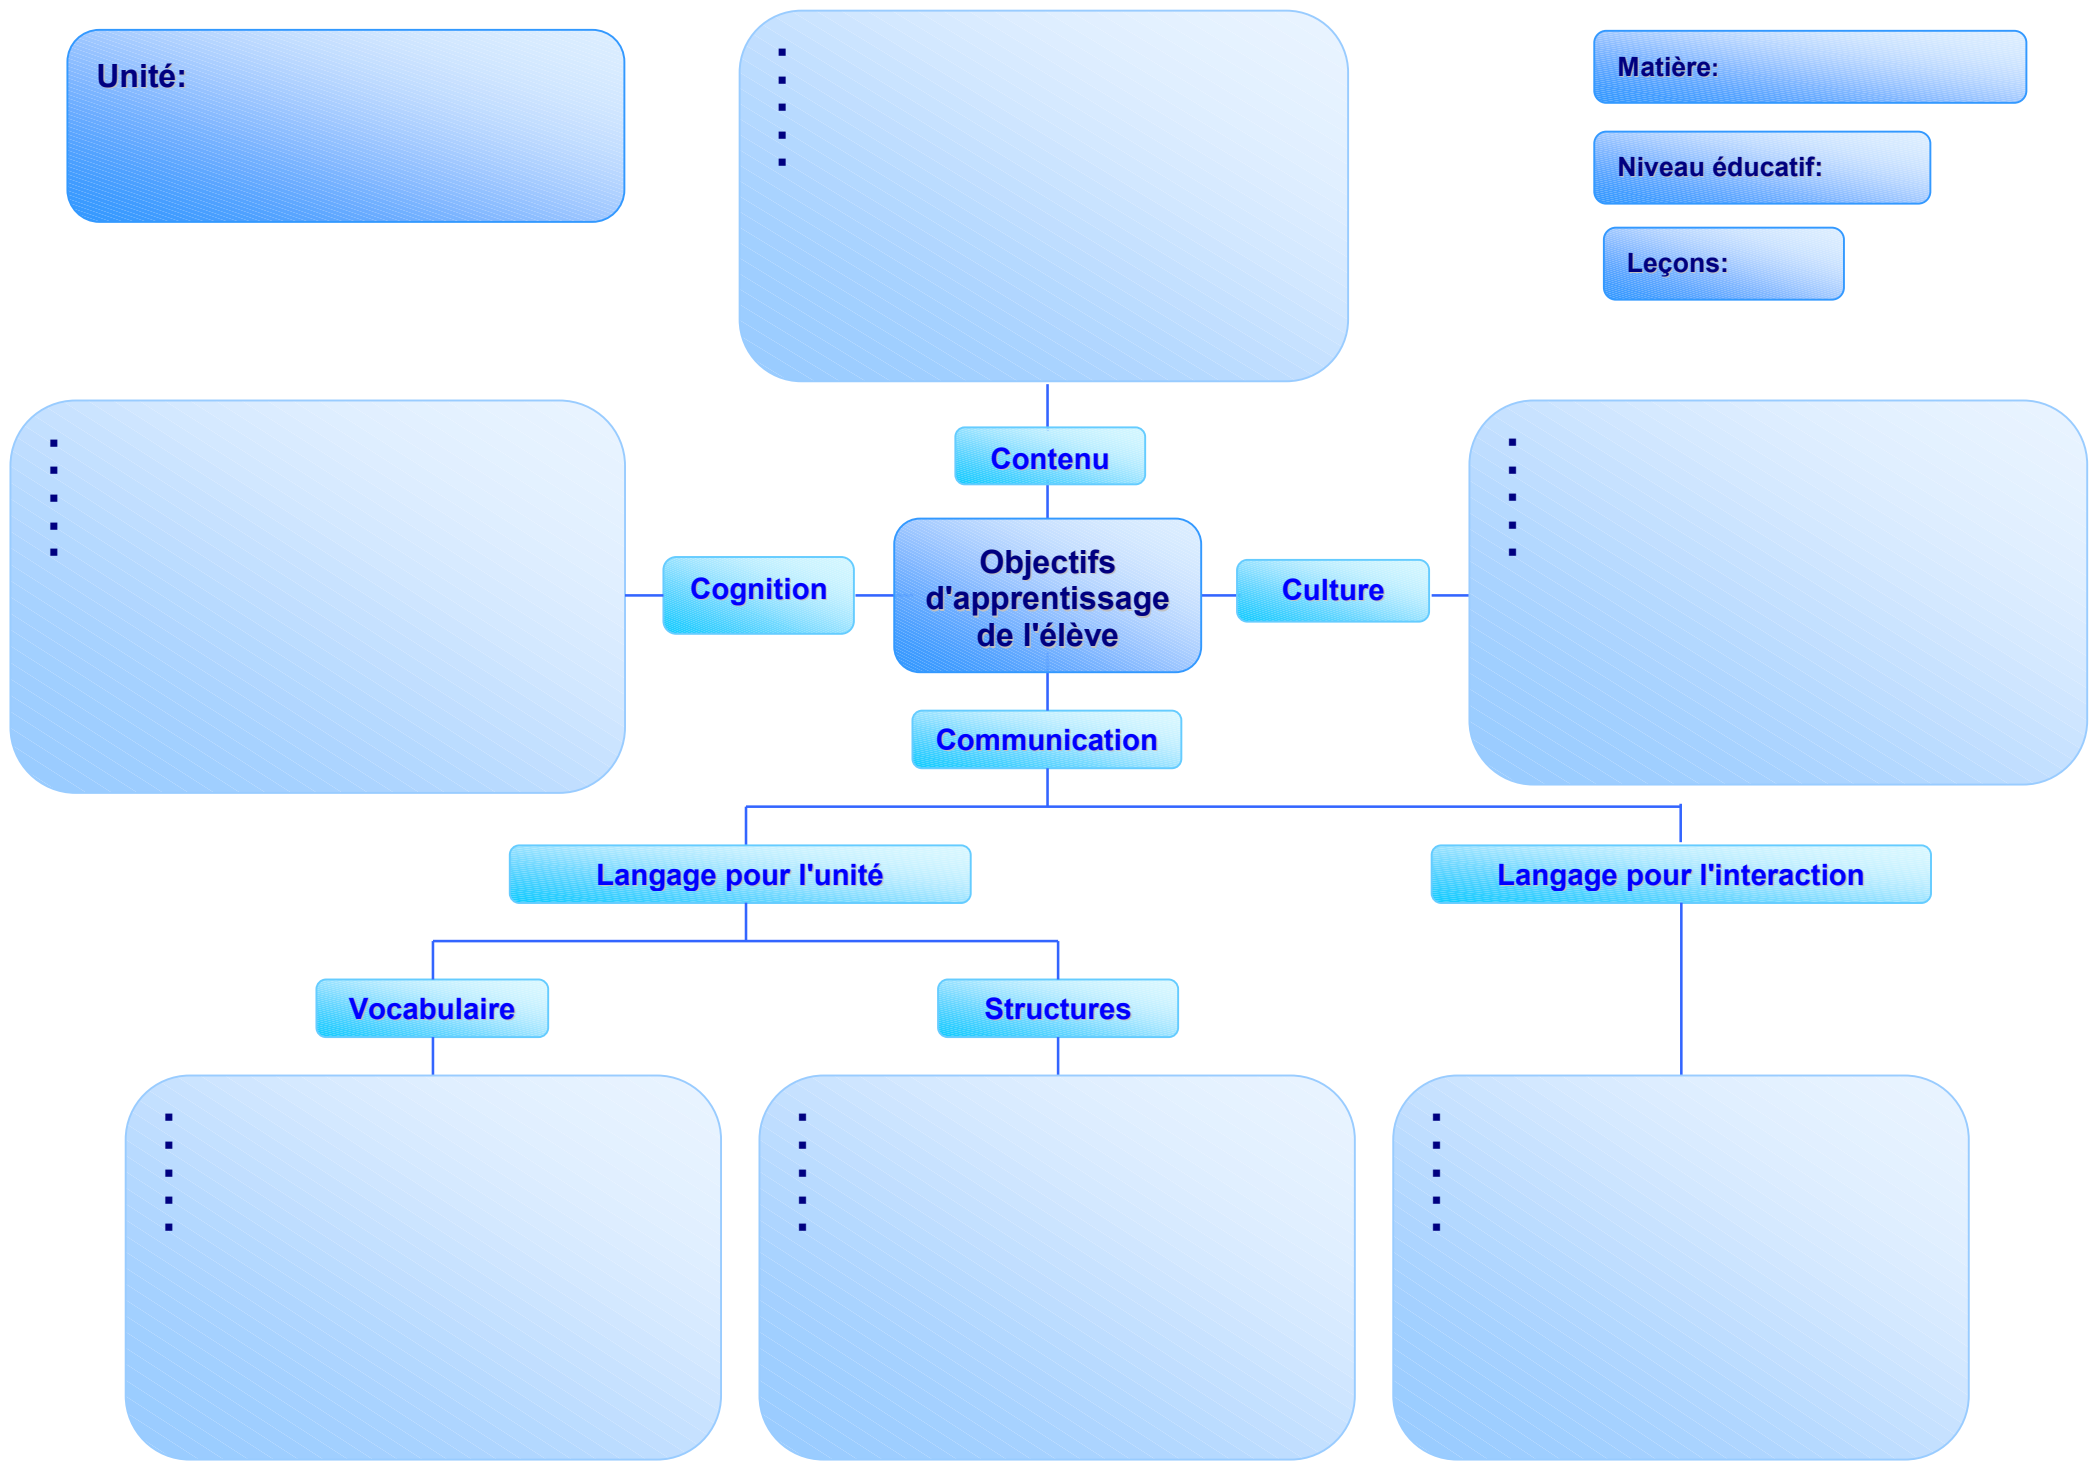 Unité:
Matière:
Niveau éducatif:
Leçons:
Contenu
Cognition
Objectifs
d'apprentissage
de l'élève
Culture
Communication
Langage pour l'unité
Langage pour l'interaction
Vocabulaire
Structures